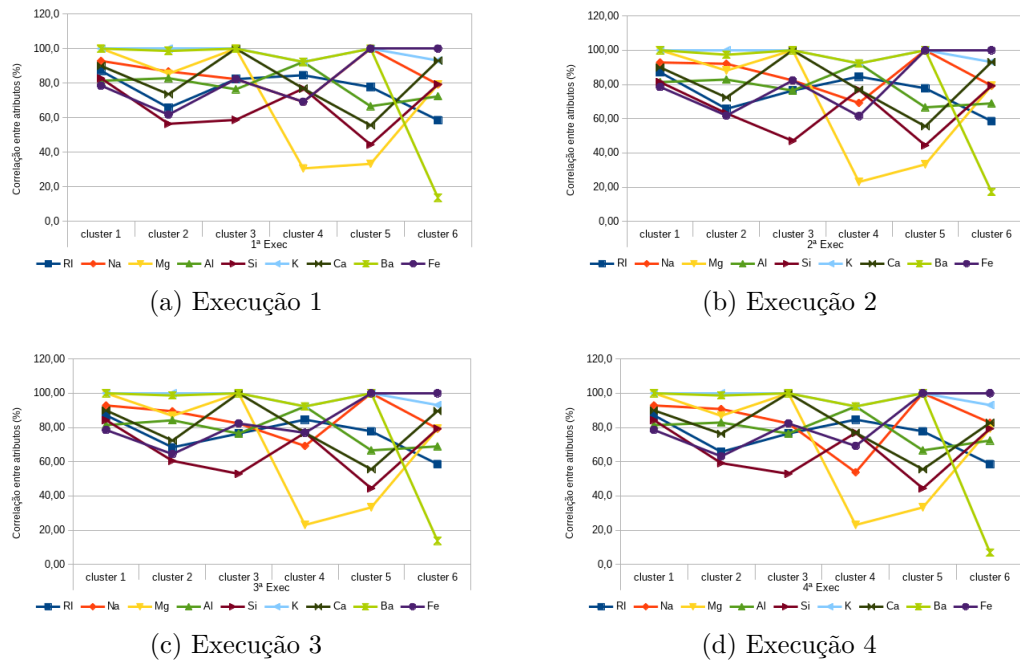 120,0
100,0
80,0
60,0
40,0
20,0
0,0
Correlação entre atributos (%)
cluster 1 cluster 2 cluster 3 cluster 4 cluster 5 cluster 6
1ª Exec
RI Na Mg Al Si K Ca Ba Fe
(a) Execução 1
120,00
100,0
80,00
60,00
40,00
20,00
0,00
Correlação entre atributos (%)
cluster 1 cluster 2 cluster 3 cluster 4 cluster 5 cluster 6
2ª Exec
RI Na Mg Al Si K Ca Ba Fe
(b) Execução 2
120,00
100,00
80,00
60,00
40,0
20,0
0,00
Correlação entre atributos (%)
cluster 1 cluster 2 cluster 3 cluster 4 cluster 5 cluster 6
3ª Exec
RI Na Mg Al Si K Ca Ba Fe
(c) Execução 3
120,0
100,0
80,00
60,00
40,0
20,0
0,00
Correlação entre atributos (%)
cluster 1 cluster 2 cluster 3 cluster 4 cluster 5 cluster 6
4ª Exec
RI Na Mg Al Si K Ca Ba Fe
(d) Execução 4